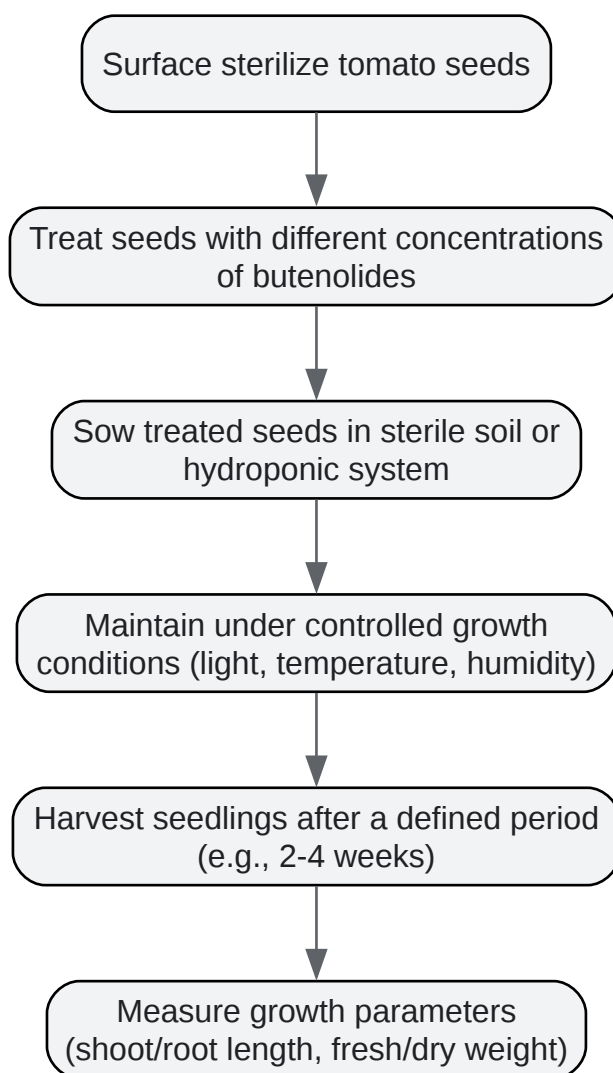 Surface sterilize tomato seeds
Treat seeds with different concentrations
of butenolides
Sow treated seeds in sterile soil or
hydroponic system
Maintain under controlled growth
conditions (light, temperature, humidity)
Harvest seedlings after a defined period
(e.g., 2-4 weeks)
Measure growth parameters
(shoot/root length, fresh/dry weight)